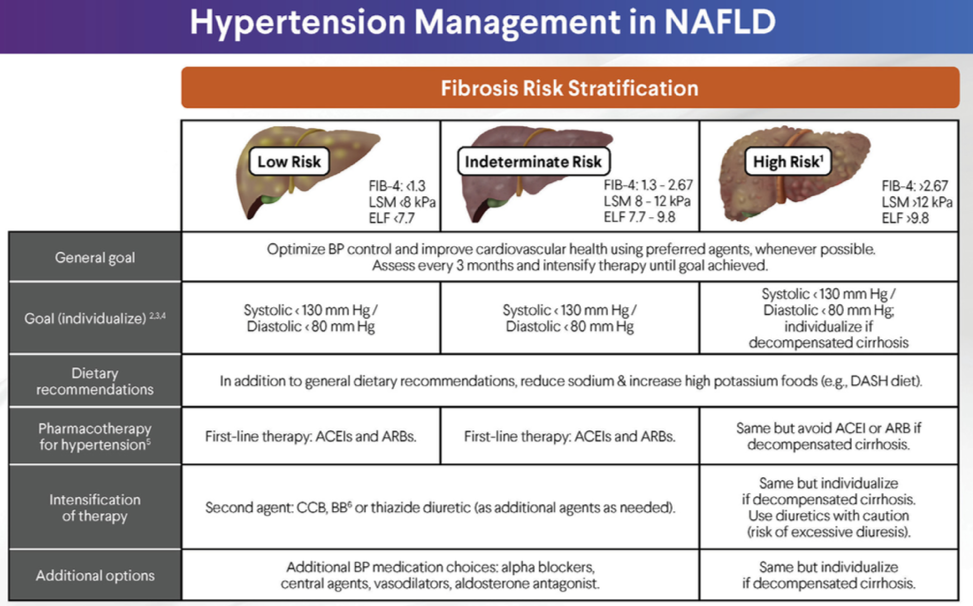 Hypertension Management in NAFLD
Fibrosis Risk Stratification
Low Risk
FIB-4: <1.3
LSM <8 kPa
ELF <7.7
Indeterminate Risk
FIB-4: 1.3 - 2.67
LSM 8 - 12 kPa
ELF 7.7 - 9.8
High Risk¹
FIB-4: >2.67
LSM >12 kPa
ELF >9.8
General goal
Optimize BP control and improve cardiovascular health using preferred agents, whenever possible.
Assess every 3 months and intensify therapy until goal achieved.
Goal (individualize) ²,³,⁴
Systolic <130 mm Hg /
Diastolic <80 mm Hg
Systolic <130 mm Hg /
Diastolic <80 mm Hg
Systolic <130 mm Hg /
Diastolic <80 mm Hg;
individualize if
decompensated cirrhosis
Dietary
recommendations
In addition to general dietary recommendations, reduce sodium & increase high potassium foods (e.g., DASH diet).
Pharmacotherapy
for hypertension⁵
First-line therapy: ACEIs and ARBs.
First-line therapy: ACEIs and ARBs.
Same but avoid ACEI or ARB if
decompensated cirrhosis.
Intensification
of therapy
Second agent: CCB, BB⁶ or thiazide diuretic (as additional agents as needed).
Same but individualize
if decompensated cirrhosis.
Use diuretics with caution
(risk of excessive diuresis).
Additional options
Additional BP medication choices: alpha blockers,
central agents, vasodilators, aldosterone antagonist.
Same but individualize
if decompensated cirrhosis.